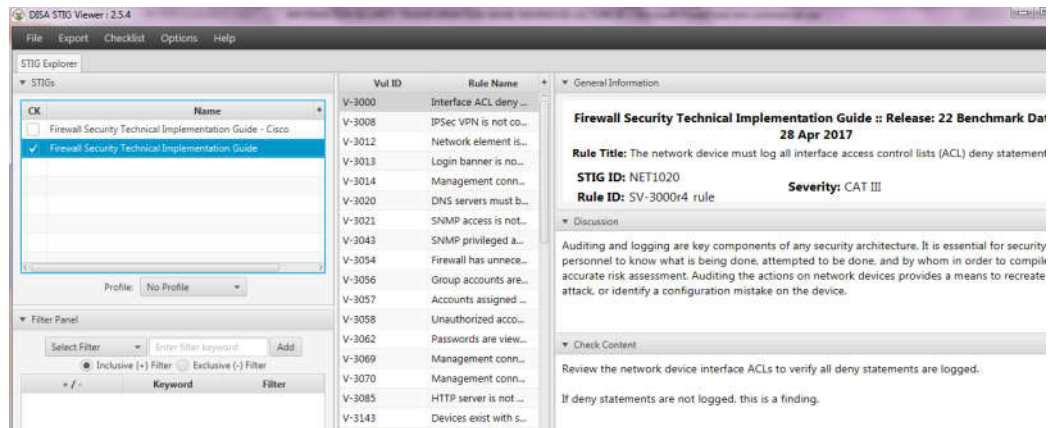 DISA STIG Viewer : 2.5.4
File Export Checklist Options Help
STIG Explorer
STIGs
CK Name
Firewall Security Technical Implementation Guide - Cisco
Firewall Security Technical Implementation Guide
Profile: No Profile
Filter Panel
Select Filter Enter filter keyword Add
Inclusive (+) Filter Exclusive (-) Filter
+ / - Keyword Filter
Vul ID Rule Name
V-3000 Interface ACL deny ...
V-3008 IPSec VPN is not co...
V-3012 Network element is...
V-3013 Login banner is no...
V-3014 Management conn...
V-3020 DNS servers must b...
V-3021 SNMP access is not...
V-3043 SNMP privileged a...
V-3054 Firewall has unnece...
V-3056 Group accounts are...
V-3057 Accounts assigned ...
V-3058 Unauthorized acco...
V-3062 Passwords are view...
V-3069 Management conn...
V-3070 Management conn...
V-3085 HTTP server is not ...
V-3143 Devices exist with s...
General Information
Firewall Security Technical Implementation Guide :: Release: 22 Benchmark Dat
28 Apr 2017
Rule Title: The network device must log all interface access control lists (ACL) deny statement
STIG ID: NET1020
Rule ID: SV-3000r4 rule
Severity: CAT III
Discussion
Auditing and logging are key components of any security architecture. It is essential for security
personnel to know what is being done, attempted to be done, and by whom in order to compile
accurate risk assessment. Auditing the actions on network devices provides a means to recreate
attack, or identify a configuration mistake on the device.
Check Content
Review the network device interface ACLs to verify all deny statements are logged.
If deny statements are not logged, this is a finding.